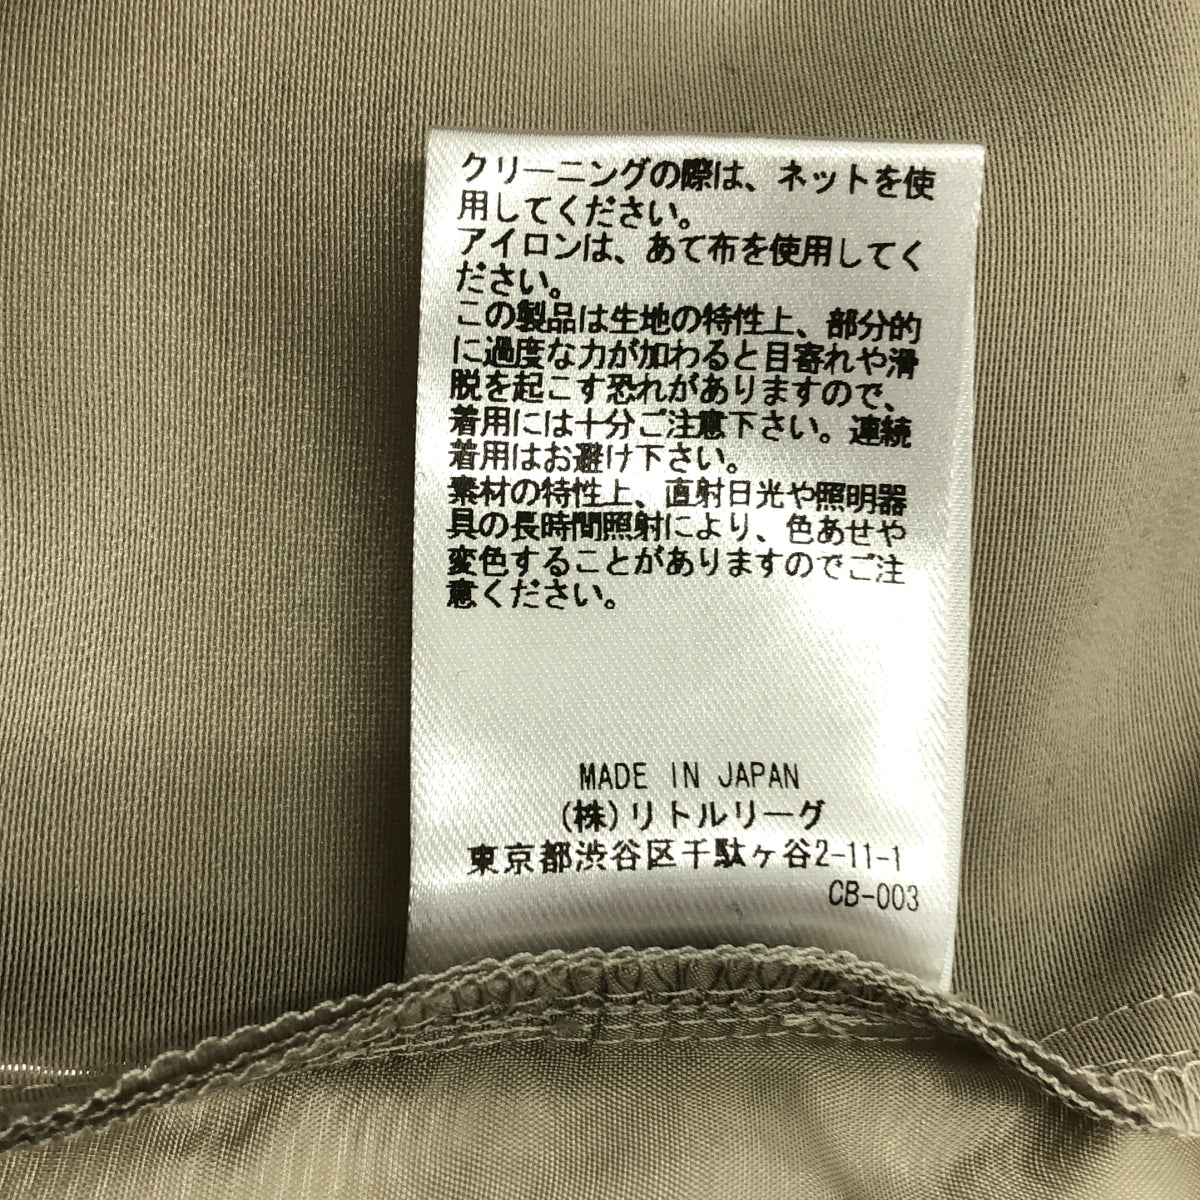 クリーニングの際は、ネットを使
用してください。
アイロンは、あて布を使用してく
ださい。
この製品は生地の特性上、部分的
に過度な力が加わると目寄れや滑
脱を起こす恐れがありますので、
着用には十分ご注意下さい。連続
着用はお避け下さい。
素材の特性上、直射日光や照明器
具の長時間照射により、色あせや
変色することがありますのでご注
意ください。
MADE IN JAPAN
(株)リトルリーグ
東京都渋谷区千駄ヶ谷2-11-1
CB-003